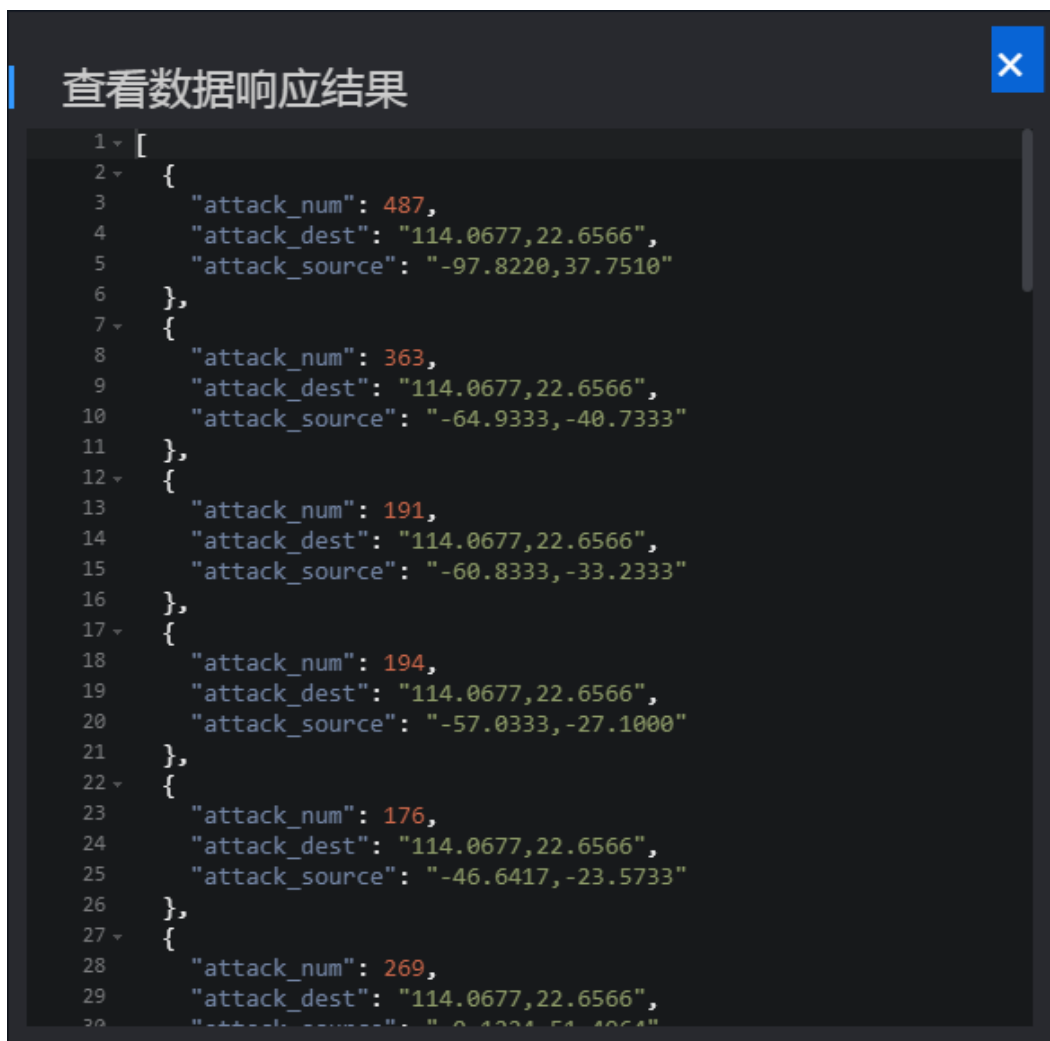 查看数据响应结果
×
1 [
2 {
3 "attack_num": 487,
4 "attack_dest": "114.0677,22.6566",
5 "attack_source": "-97.8220,37.7510"
6 },
7 {
8 "attack_num": 363,
9 "attack_dest": "114.0677,22.6566",
10 "attack_source": "-64.9333,-40.7333"
11 },
12 {
13 "attack_num": 191,
14 "attack_dest": "114.0677,22.6566",
15 "attack_source": "-60.8333,-33.2333"
16 },
17 {
18 "attack_num": 194,
19 "attack_dest": "114.0677,22.6566",
20 "attack_source": "-57.0333,-27.1000"
21 },
22 {
23 "attack_num": 176,
24 "attack_dest": "114.0677,22.6566",
25 "attack_source": "-46.6417,-23.5733"
26 },
27 {
28 "attack_num": 269,
29 "attack_dest": "114.0677,22.6566",
30 "attack_source":